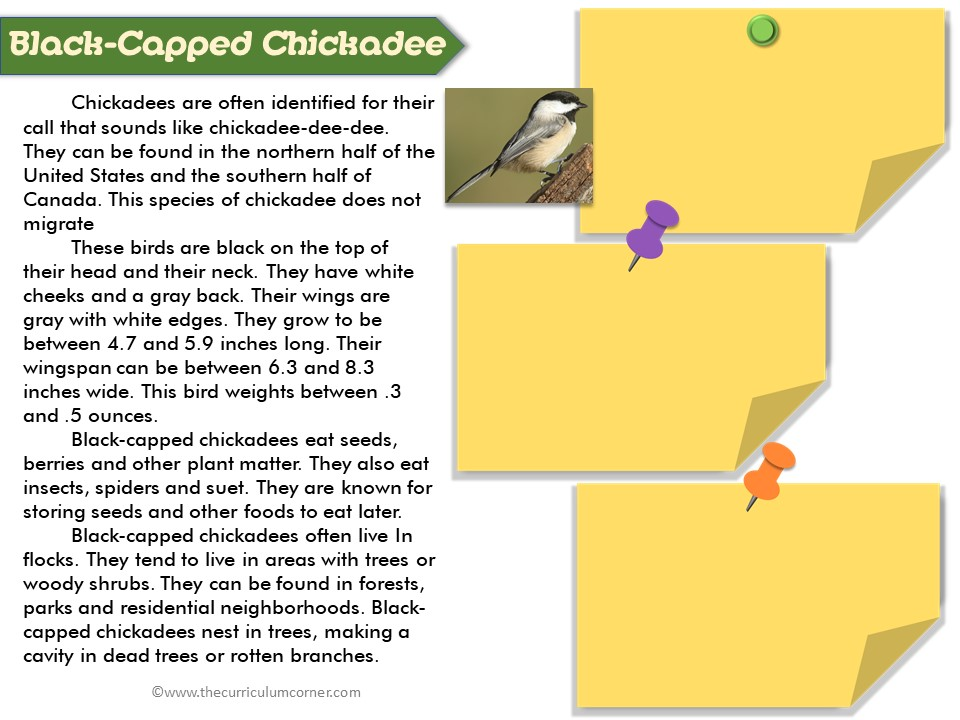 Black-Capped Chickadee
Chickadees are often identified for their
call that sounds like chickadee-dee-dee.
They can be found in the northern half of the
United States and the southern half of
Canada. This species of chickadee does not
migrate
These birds are black on the top of
their head and their neck. They have white
cheeks and a gray back. Their wings are
gray with white edges. They grow to be
between 4.7 and 5.9 inches long. Their
wingspan can be between 6.3 and 8.3
inches wide. This bird weights between .3
and .5 ounces.
Black-capped chickadees eat seeds,
berries and other plant matter. They also eat
insects, spiders and suet. They are known for
storing seeds and other foods to eat later.
Black-capped chickadees often live In
flocks. They tend to live in areas with trees or
woody shrubs. They can be found in forests,
parks and residential neighborhoods. Black-
capped chickadees nest in trees, making a
cavity in dead trees or rotten branches.
©www.thecurriculumcorner.com